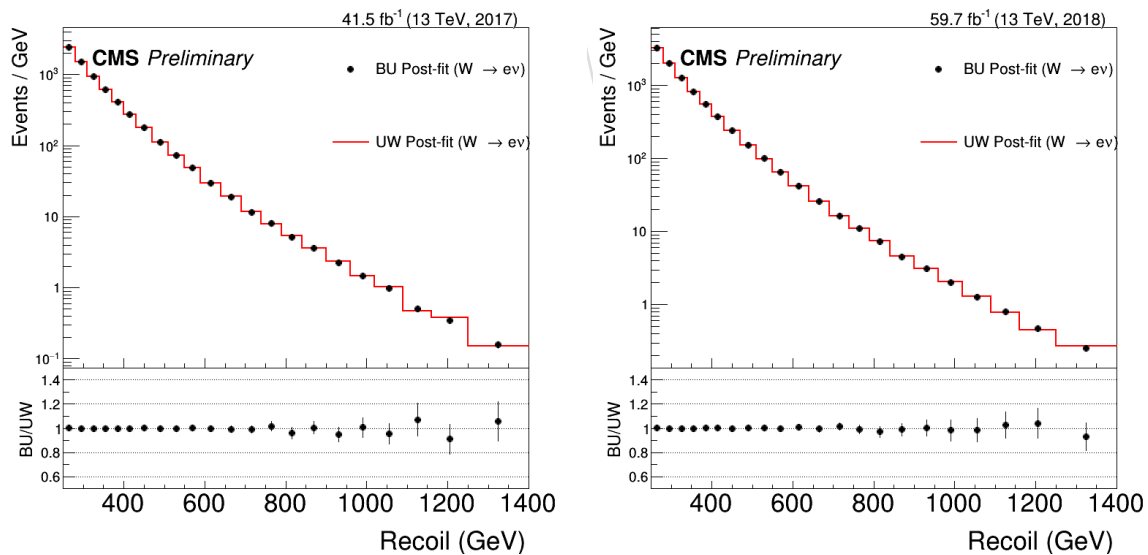 41.5 fb⁻¹ (13 TeV, 2017)
CMS Preliminary
BU Post-fit (W → eν)
UW Post-fit (W → eν)
Events / GeV
10³
10²
10
1
10⁻¹
BU/UW
1.4
1.2
1
0.8
0.6
400 600 800 1000 1200 1400
Recoil (GeV)
59.7 fb⁻¹ (13 TeV, 2018)
CMS Preliminary
BU Post-fit (W → eν)
UW Post-fit (W → eν)
Events / GeV
10³
10²
10
1
BU/UW
1.4
1.2
1
0.8
0.6
400 600 800 1000 1200 1400
Recoil (GeV)